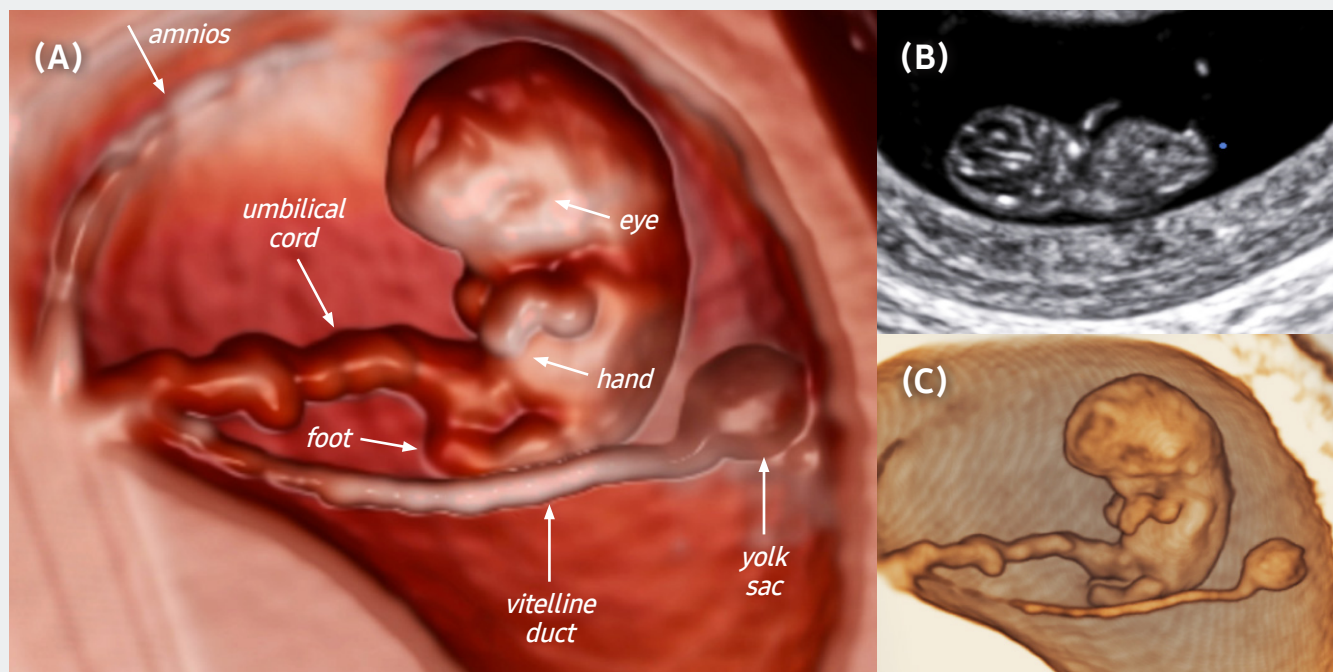 (A)
amnios
umbilical
cord
eye
hand
foot
vitelline
duct
yolk
sac
(B)
(C)